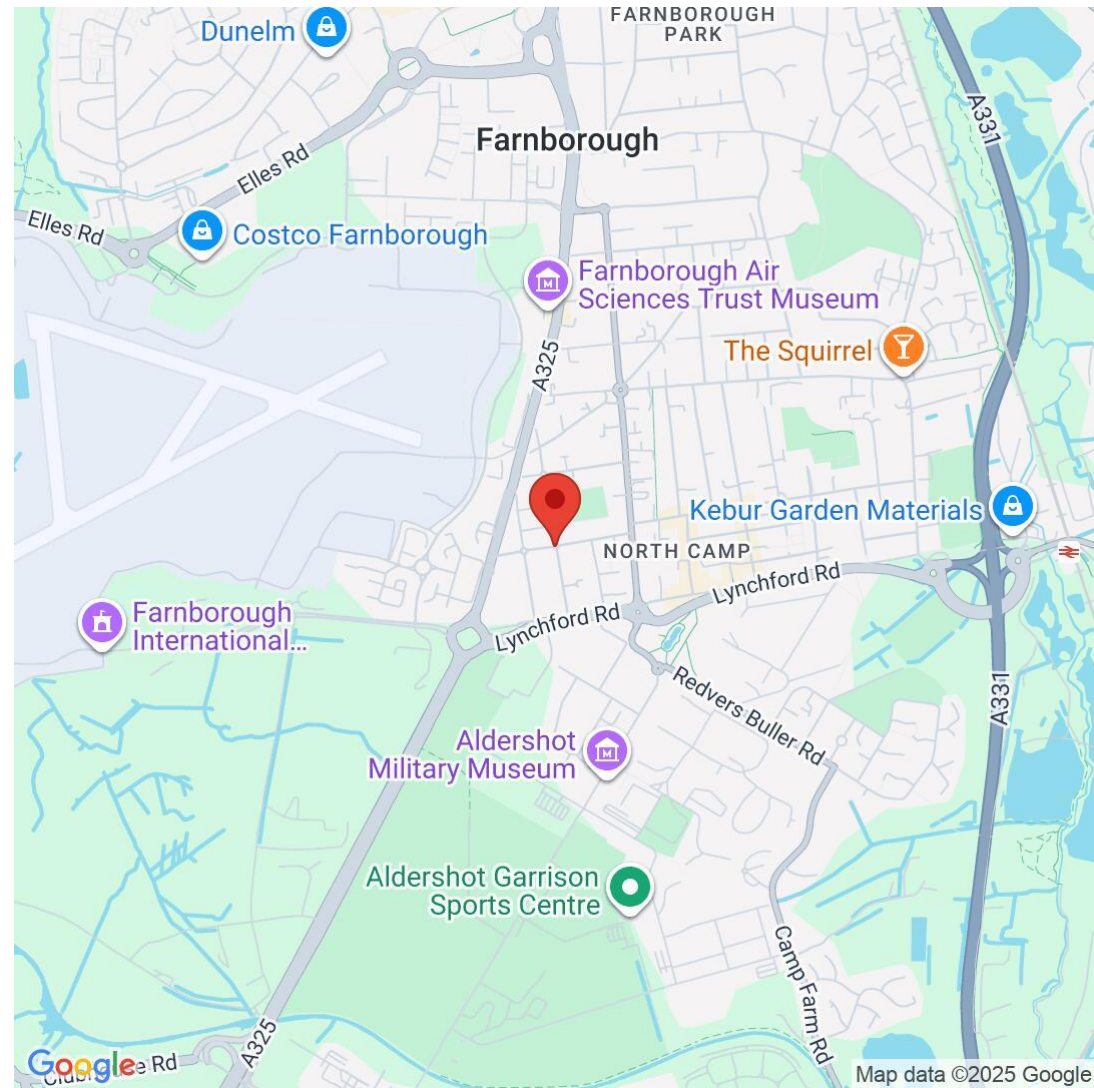 FARNBOROUGH
PARK
Dunelm
A331
Farnborough
Elles Rd
Elles Rd
Costco Farnborough
Farnborough Air
Sciences Trust Museum
The Squirrel
A325
Kebur Garden Materials
NORTH CAMP
Lynchford Rd
Farnborough
International...
Lynchford Rd
Redvers Buller Rd
A331
Aldershot
Military Museum
Aldershot Garrison
Sports Centre
Camp Farm Rd
A325
Google
Rd
Map data ©2025 Google